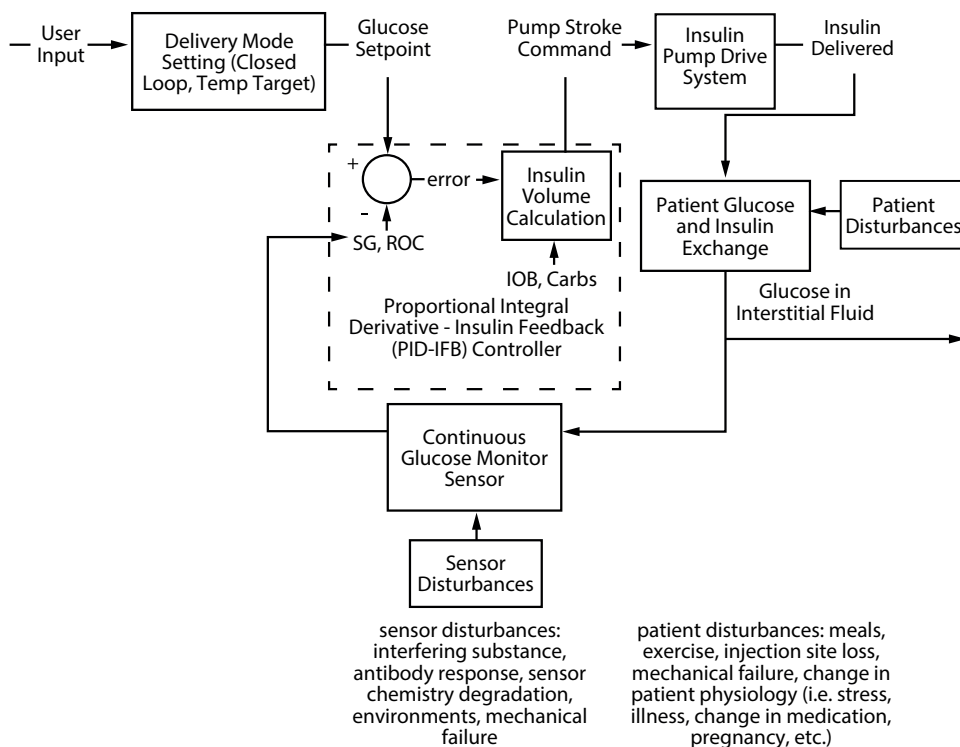 User
Input
Delivery Mode
Setting (Closed
Loop, Temp Target)
Glucose
Setpoint
Pump Stroke
Command
Insulin
Pump Drive
System
Insulin
Delivered
+
-
error
SG, ROC
Insulin
Volume
Calculation
IOB, Carbs
Proportional Integral
Derivative - Insulin Feedback
(PID-IFB) Controller
Patient Glucose
and Insulin
Exchange
Patient
Disturbances
Glucose in
Interstitial Fluid
Continuous
Glucose Monitor
Sensor
Sensor
Disturbances
sensor disturbances:
interfering substance,
antibody response, sensor
chemistry degradation,
environments, mechanical
failure
patient disturbances: meals,
exercise, injection site loss,
mechanical failure, change in
patient physiology (i.e. stress,
illness, change in medication,
pregnancy, etc.)